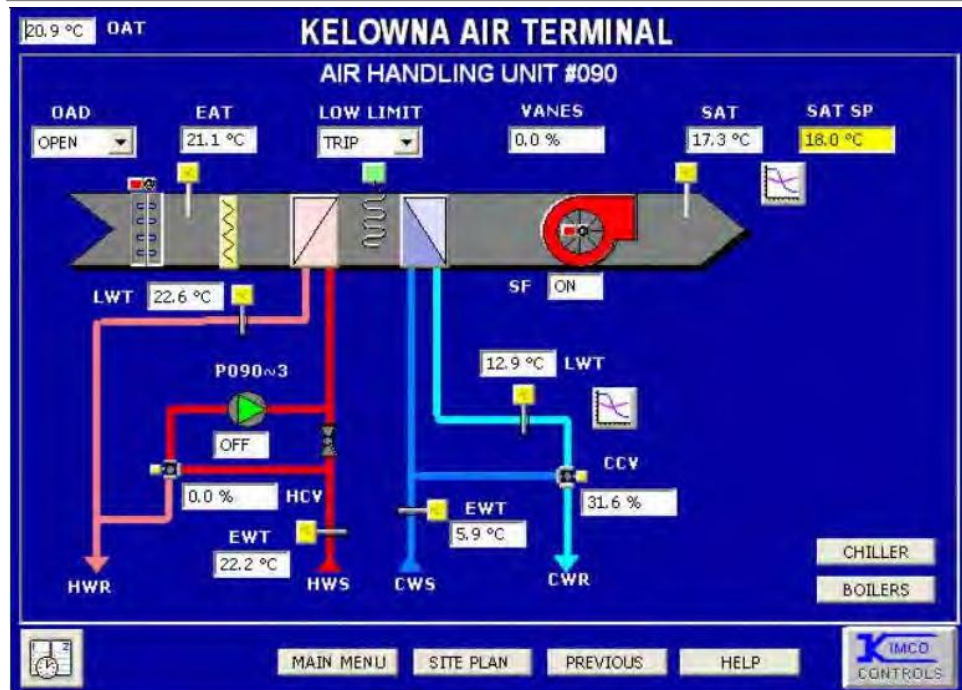 20.9 °C OAT
KELOWNA AIR TERMINAL
AIR HANDLING UNIT #090
OAD EAT LOW LIMIT VANES SAT SAT SP
OPEN 21.1 °C TRIP 0.0 % 17.3 °C 18.0 °C
SF ON
LWT 22.6 °C
P090~3
OFF
12.9 °C LWT
CCV
31.6 %
0.0 % HCV
EWT
22.2 °C
EWT
5.9 °C
HWR HWS CWS CWR
CHILLER
BOILERS
MAIN MENU SITE PLAN PREVIOUS HELP
KIMCO
CONTROLS